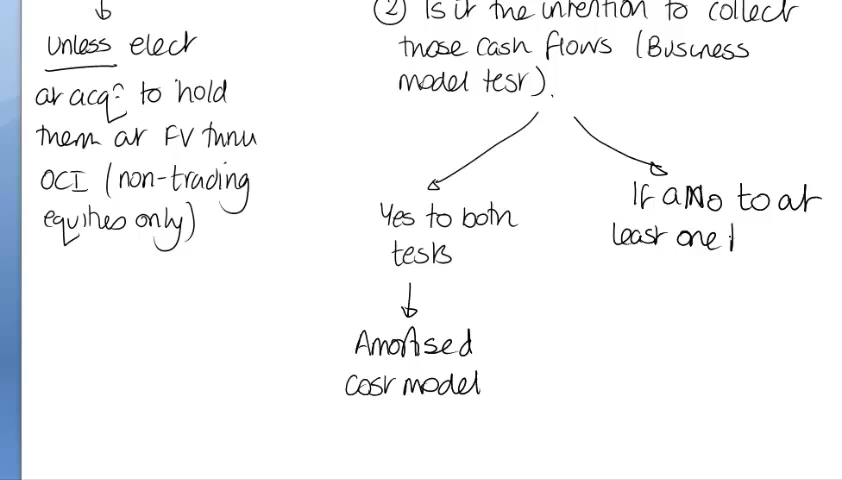 unless elect
at acqⁿ to hold
them at FV thru
OCI (non-trading
equities only)
② Is it the intention to collect
those cash flows (Business
model test).
Yes to both
tests
Amortised
cost model
If a No to at
least one